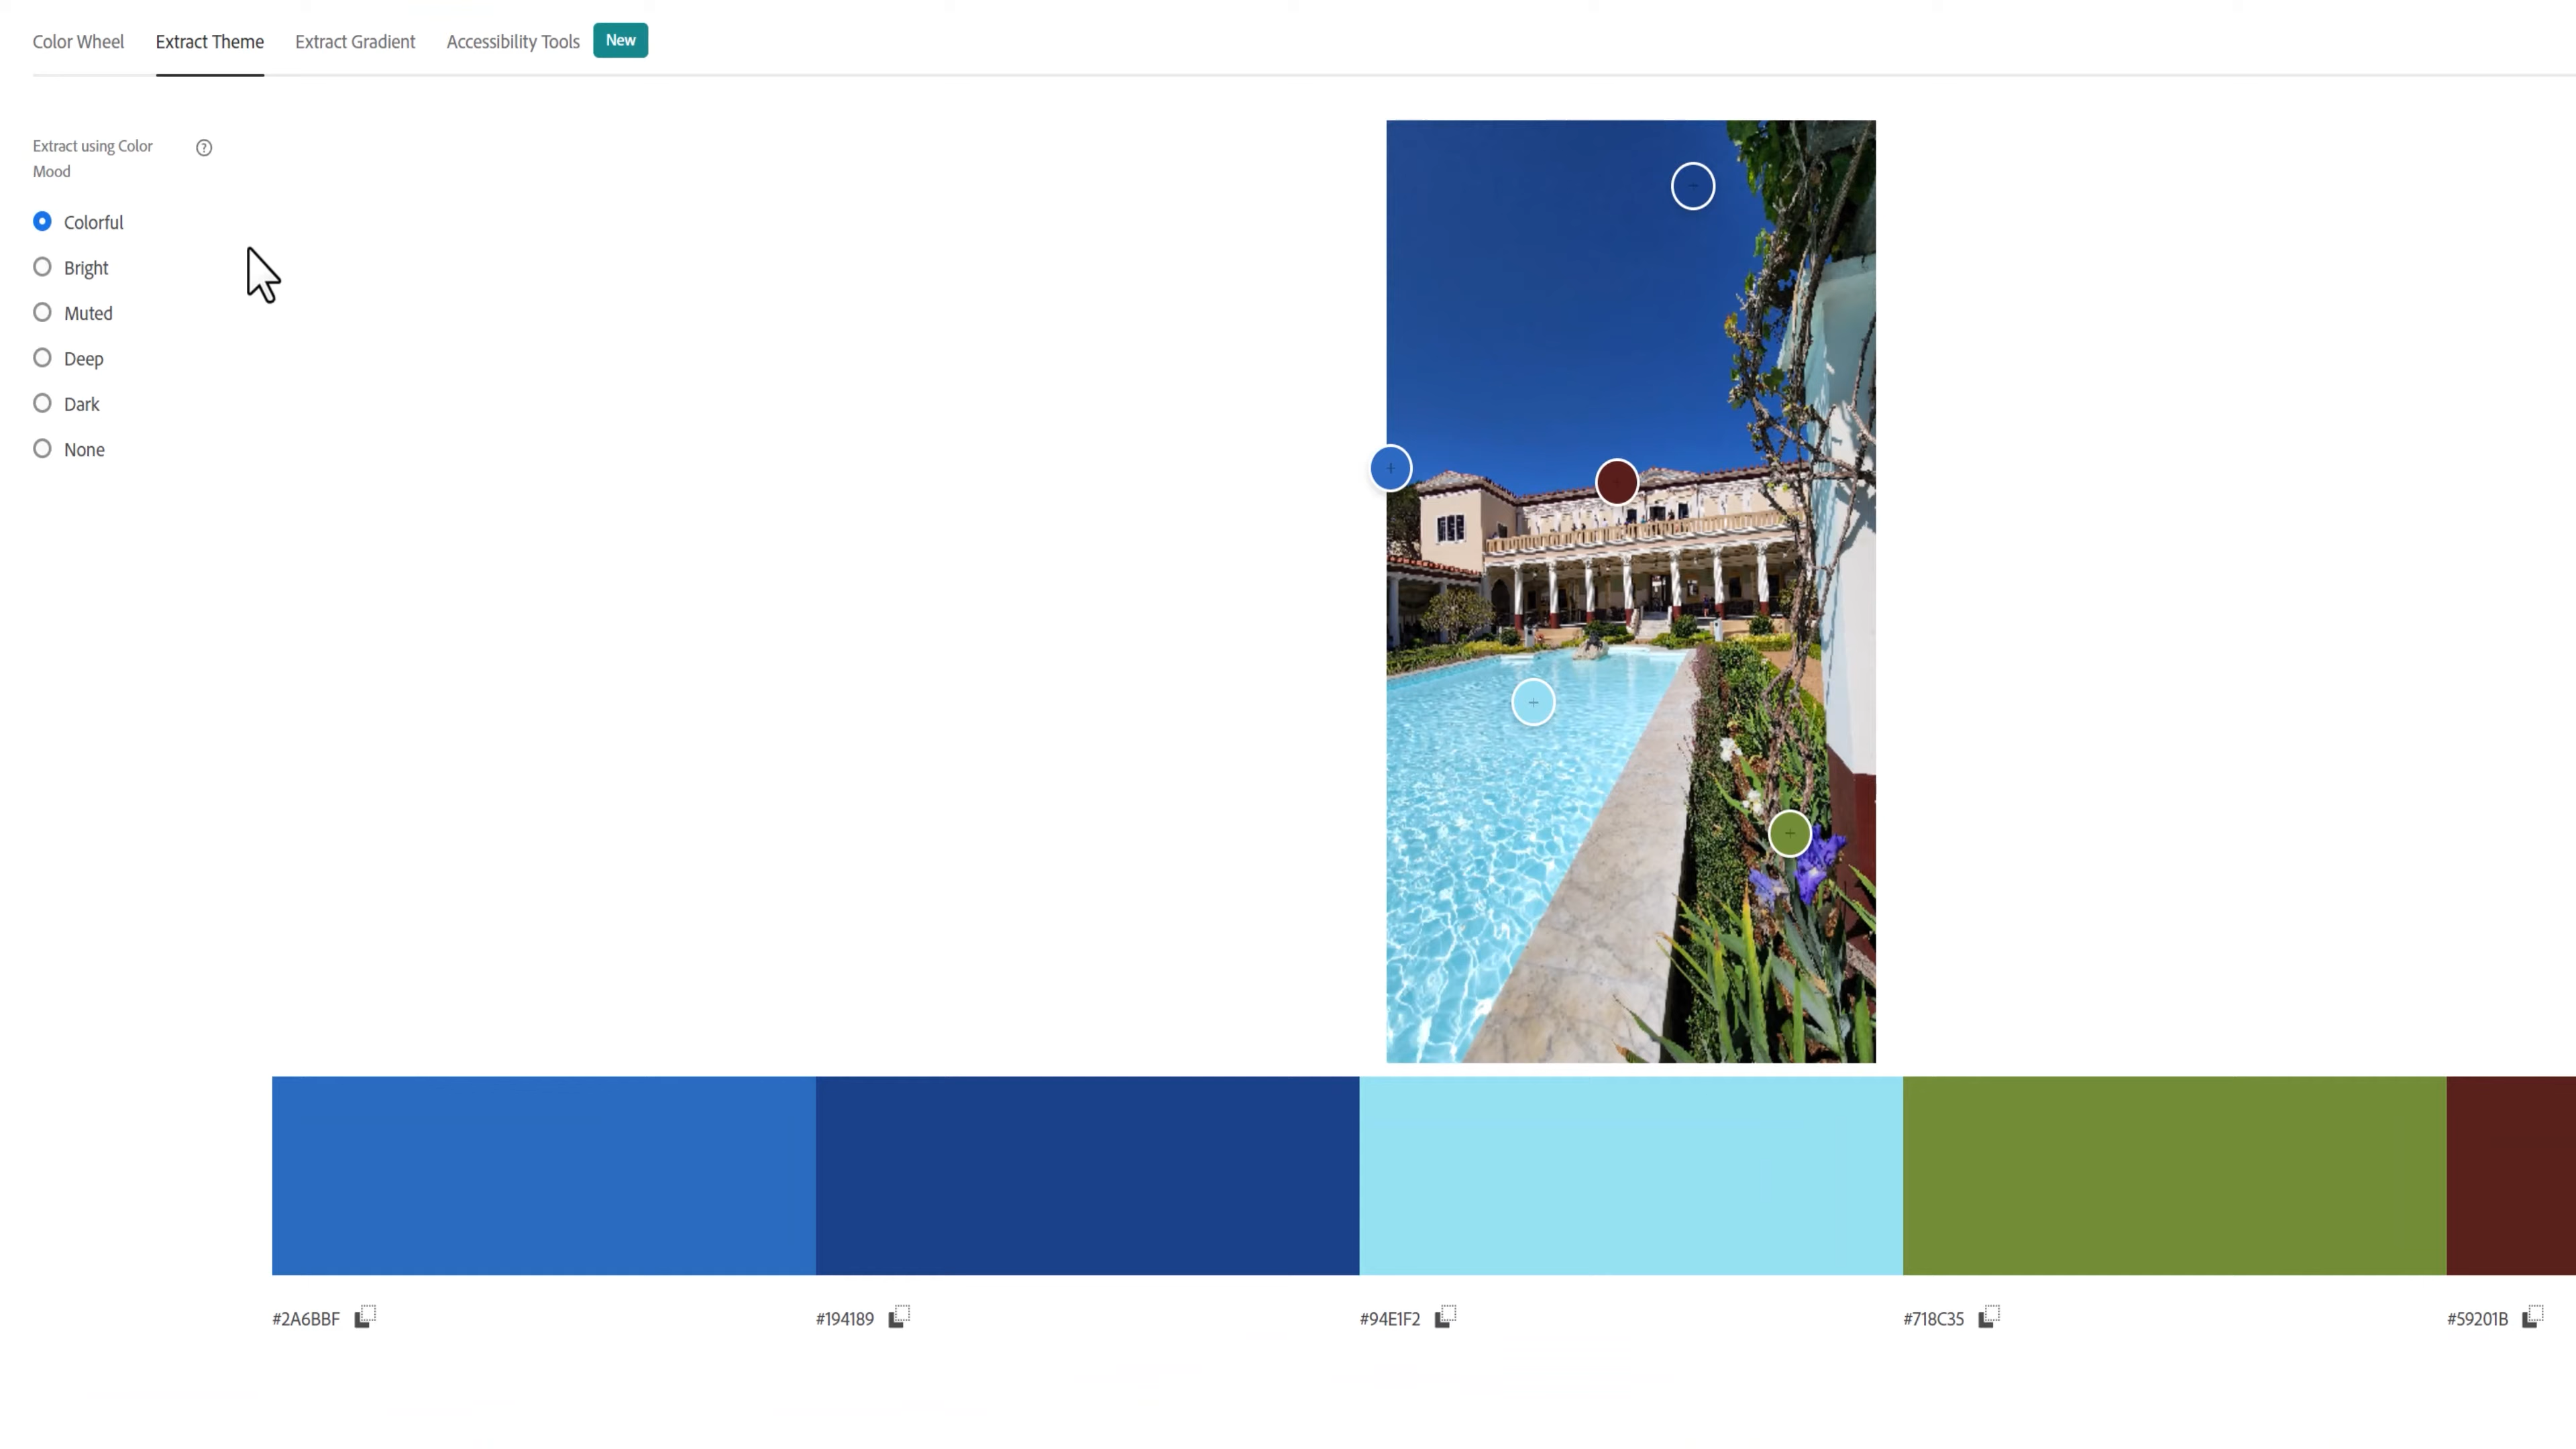 Color Wheel Extract Theme Extract Gradient Accessibility Tools New
Extract using Color
Mood
Colorful
Bright
Muted
Deep
Dark
None
#2A6BBF #194189 #94E1F2 #718C35 #59201B